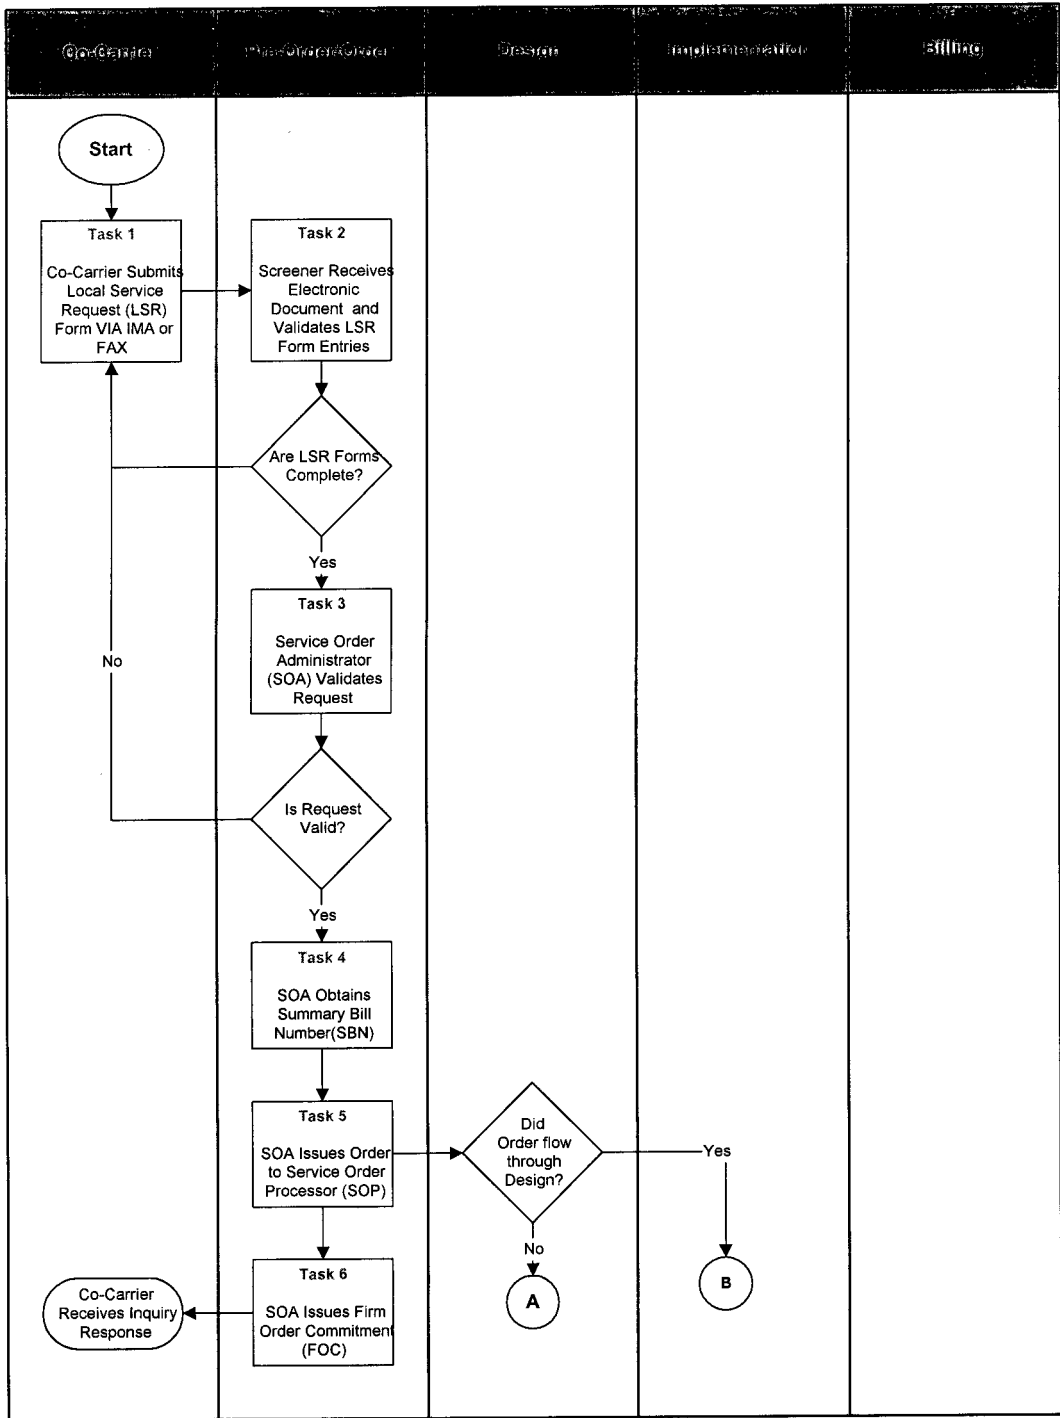 Co-Carrier
Pre-Order/Order
Design
Implementation
Billing
Start
Task 1
Co-Carrier Submits
Local Service
Request (LSR)
Form VIA IMA or
FAX
Task 2
Screener Receives
Electronic
Document and
Validates LSR
Form Entries
Are LSR Forms
Complete?
Yes
Task 3
Service Order
Administrator
(SOA) Validates
Request
No
Is Request
Valid?
Yes
Task 4
SOA Obtains
Summary Bill
Number(SBN)
Task 5
SOA Issues Order
to Service Order
Processor (SOP)
Did
Order flow
through
Design?
Yes
No
A
B
Task 6
SOA Issues Firm
Order Commitment
(FOC)
Co-Carrier
Receives Inquiry
Response